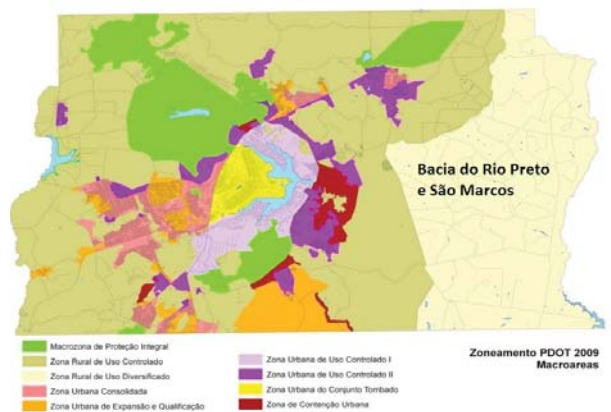 Bacia do Rio Preto
e São Marcos
Zoneamento PDOT 2009
Macroareas
Macrozona de Proteção Integral
Zona Rural de Uso Controlado
Zona Rural de Uso Diversificado
Zona Urbana Consolidada
Zona Urbana de Expansão e Qualificação
Zona Urbana de Uso Controlado I
Zona Urbana de Uso Controlado II
Zona Urbana do Conjunto Tombado
Zona de Contenção Urbana